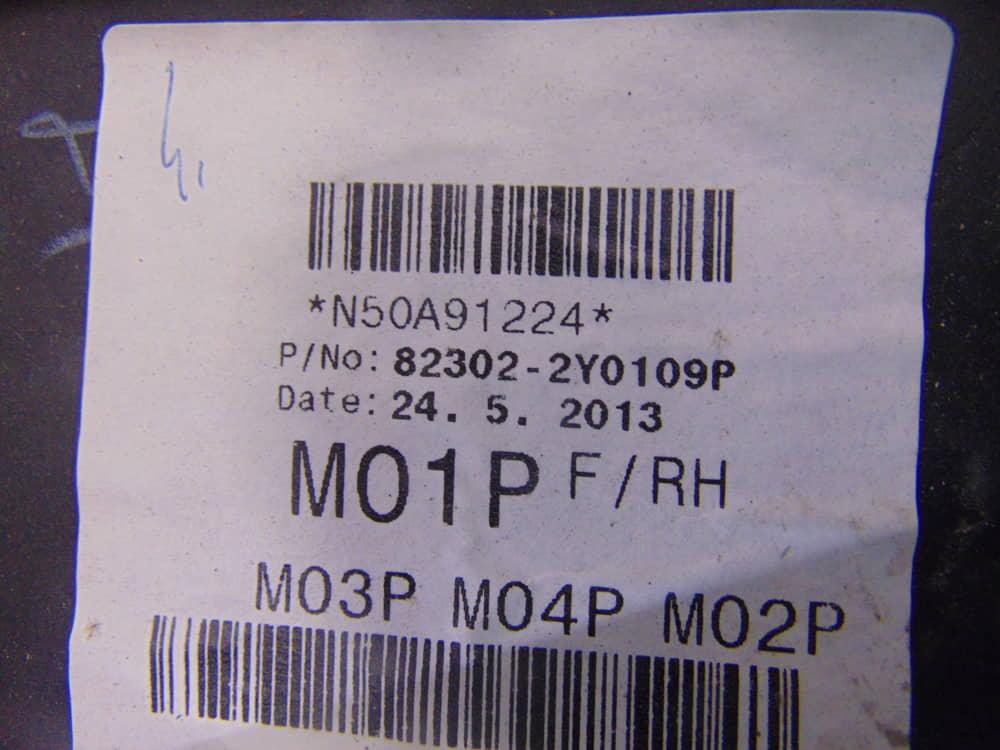 *N50A91224*
P/No: 82302-2Y0109P
Date: 24. 5. 2013
M01P F/RH
M03P M04P M02P